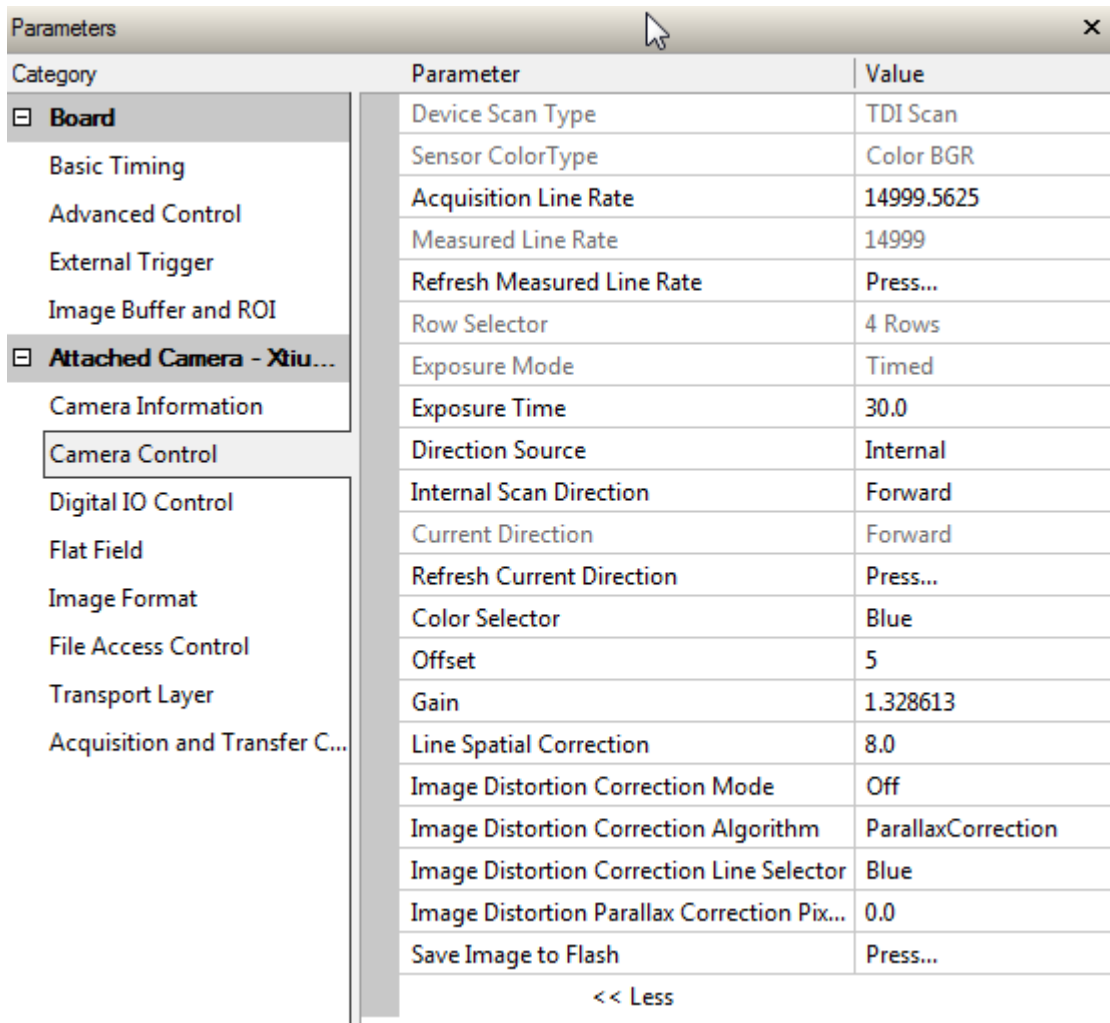 Parameters
Category
Parameter Value
Board
Basic Timing
Advanced Control
External Trigger
Image Buffer and ROI
Attached Camera - Xtiu...
Camera Information
Camera Control
Digital IO Control
Flat Field
Image Format
File Access Control
Transport Layer
Acquisition and Transfer C...
Device Scan Type TDI Scan
Sensor ColorType Color BGR
Acquisition Line Rate 14999.5625
Measured Line Rate 14999
Refresh Measured Line Rate Press...
Row Selector 4 Rows
Exposure Mode Timed
Exposure Time 30.0
Direction Source Internal
Internal Scan Direction Forward
Current Direction Forward
Refresh Current Direction Press...
Color Selector Blue
Offset 5
Gain 1.328613
Line Spatial Correction 8.0
Image Distortion Correction Mode Off
Image Distortion Correction Algorithm ParallaxCorrection
Image Distortion Correction Line Selector Blue
Image Distortion Parallax Correction Pix... 0.0
Save Image to Flash Press...
<< Less